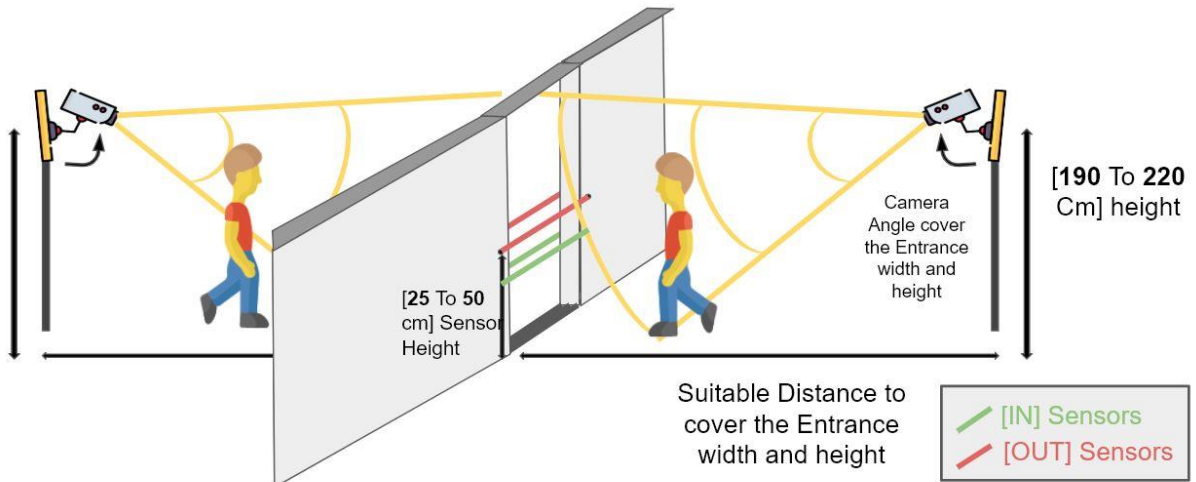 [190 To 220
Cm] height
Camera
Angle cover
the Entrance
width and
height
[25 To 50
cm] Sensor
Height
Suitable Distance to
cover the Entrance
width and height
[IN] Sensors
[OUT] Sensors